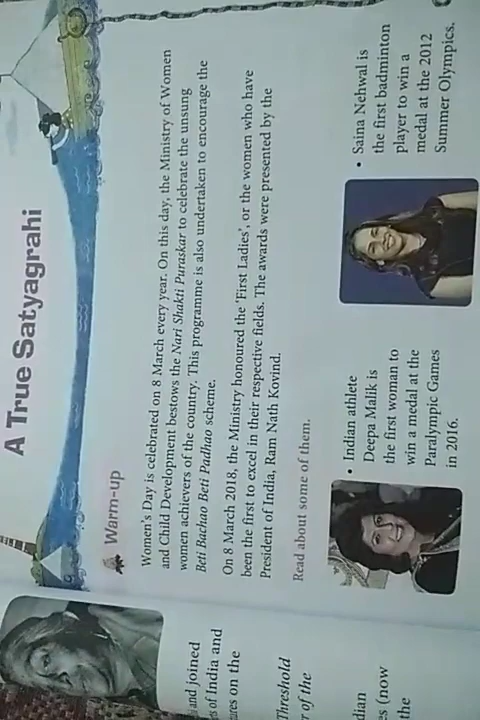 A True Satyagrahi
Warm-up
Women's Day is celebrated on 8 March every year. On this day, the Ministry of Women
and Child Development bestows the Nari Shakti Puraskar to celebrate the unsung
women achievers of the country. This programme is also undertaken to encourage the
Beti Bachao Beti Padhao scheme.
On 8 March 2018, the Ministry honoured the 'First Ladies', or the women who have
been the first to excel in their respective fields. The awards were presented by the
President of India, Ram Nath Kovind.
Read about some of them.
• Indian athlete
Deepa Malik is
the first woman to
win a medal at the
Paralympic Games
in 2016.
• Saina Nehwal is
the first badminton
player to win a
medal at the 2012
Summer Olympics.
and joined
of India and
on the
Threshold
of the
(now
the